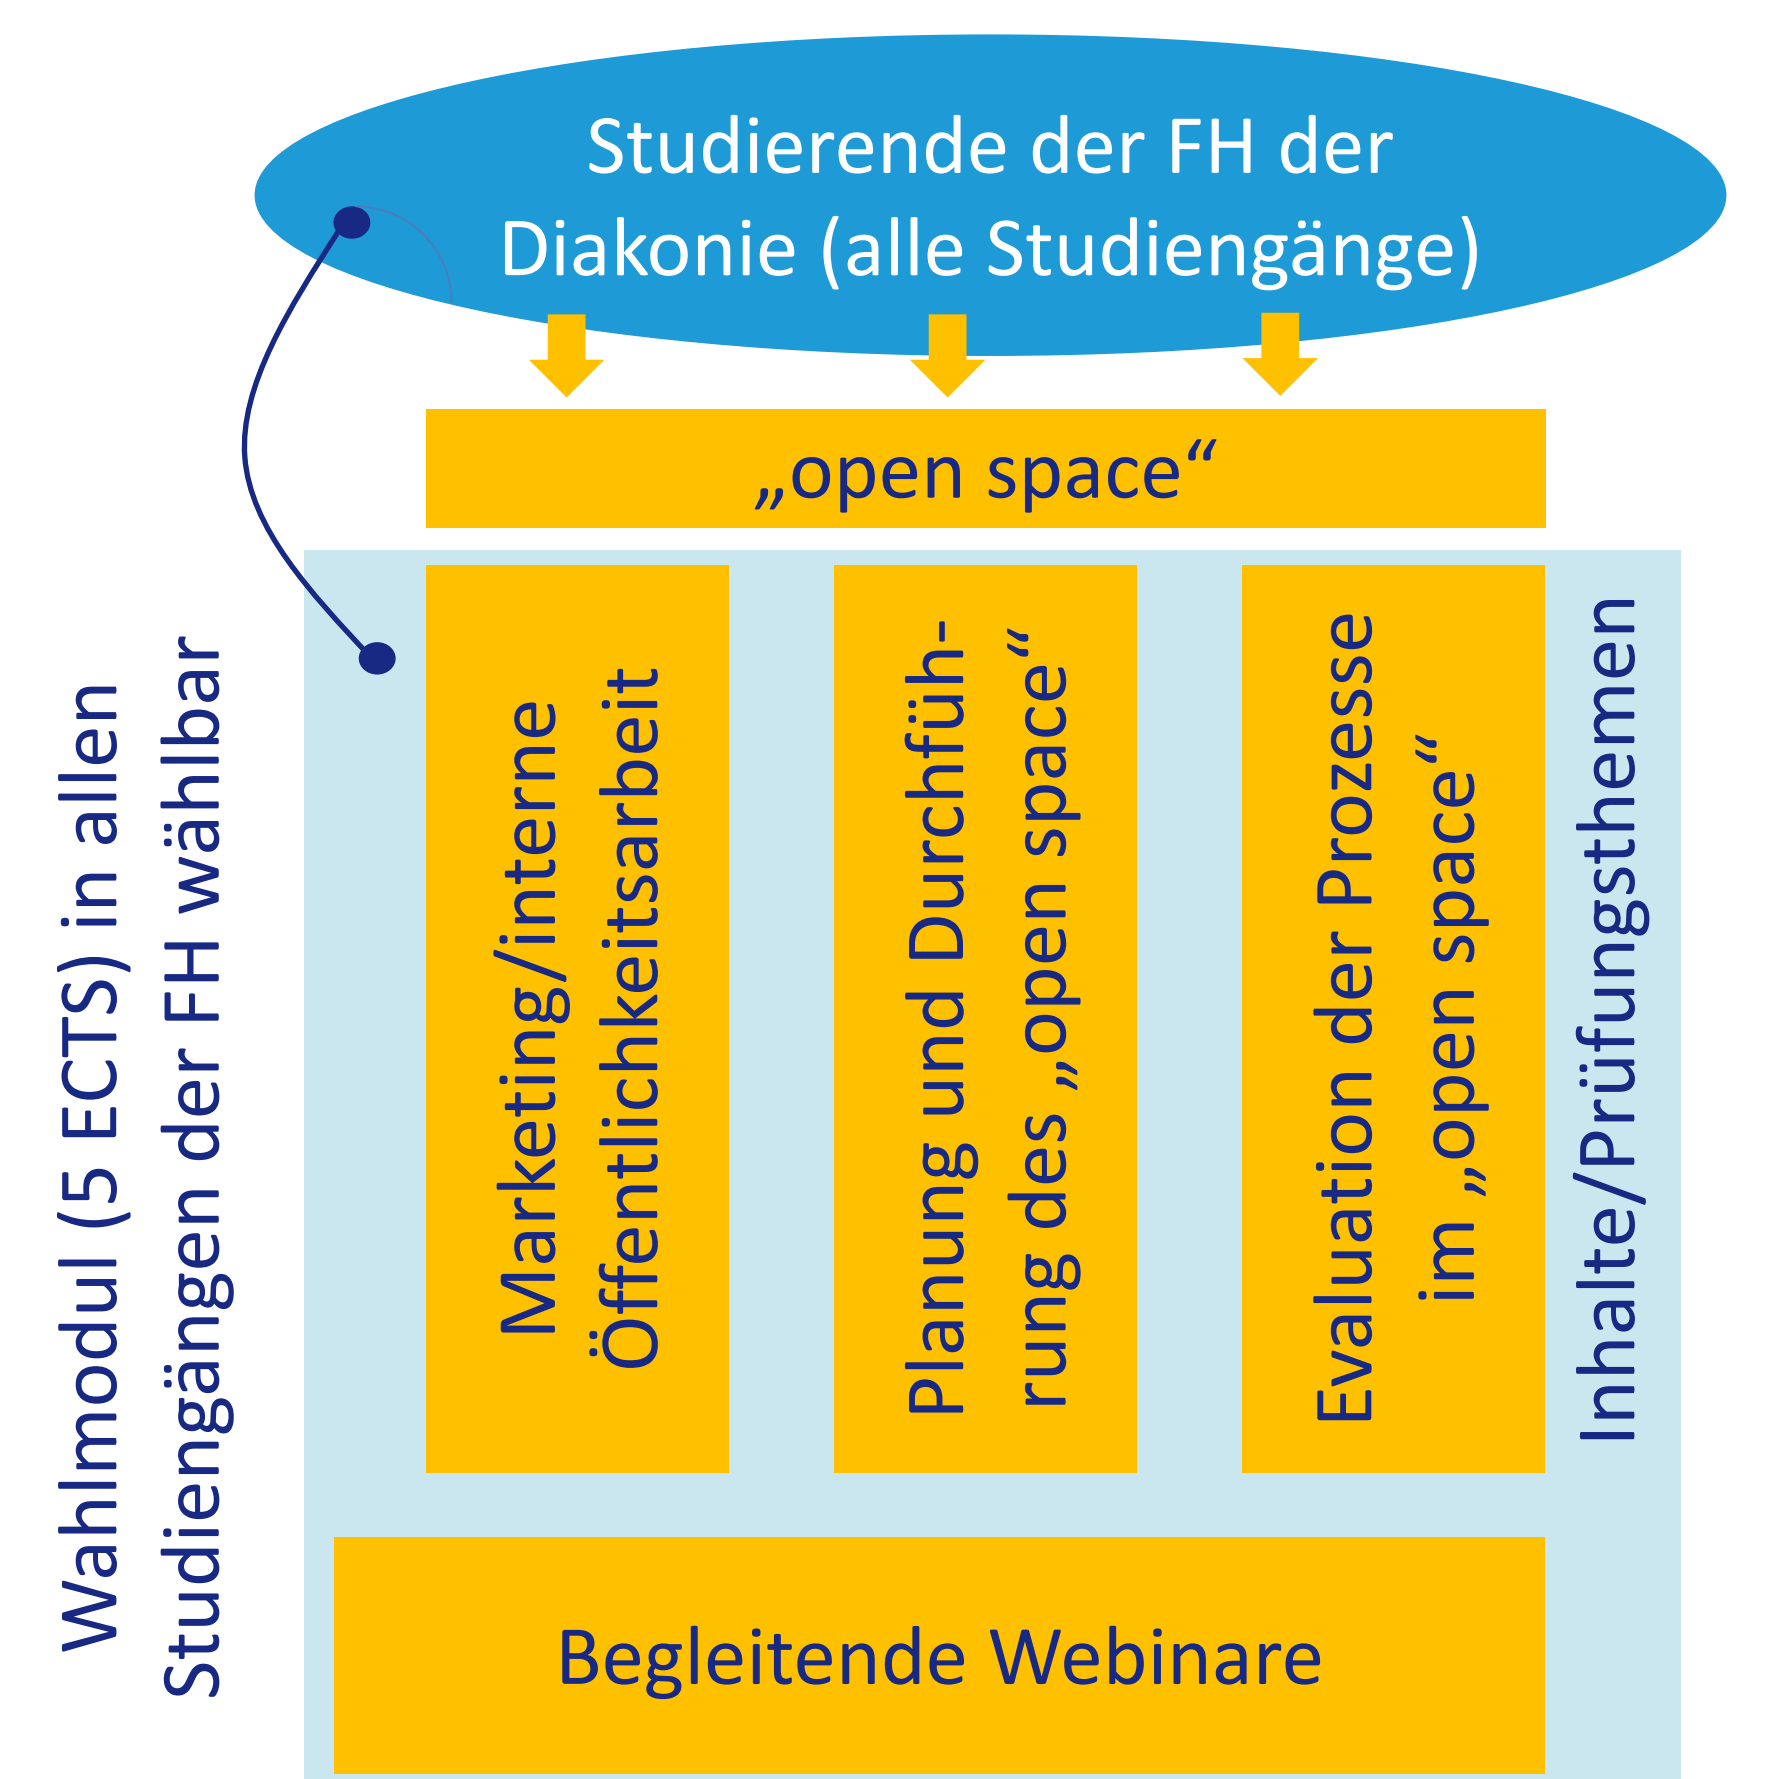 Studierende der FH der
Diakonie (alle Studiengänge)
„open space“
Wahlmodul (5 ECTS) in allen
Studiengängen der FH wählbar
Marketing/interne
Öffentlichkeitsarbeit
Planung und Durchfüh-
rung des „open space“
Evaluation der Prozesse
im „open space“
Inhalte/Prüfungsthemen
Begleitende Webinare